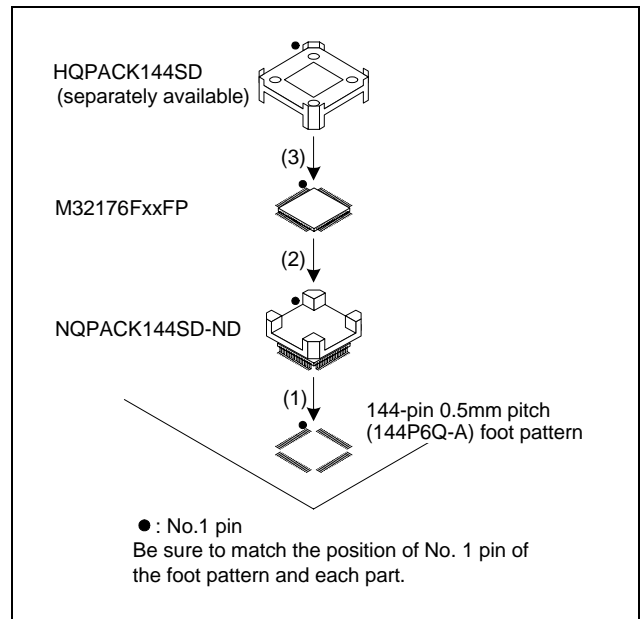 HQPACK144SD
(separately available)
(3)
M32176FxxFP
(2)
NQPACK144SD-ND
(1)
144-pin 0.5mm pitch
(144P6Q-A) foot pattern
● : No.1 pin
Be sure to match the position of No. 1 pin of
the foot pattern and each part.